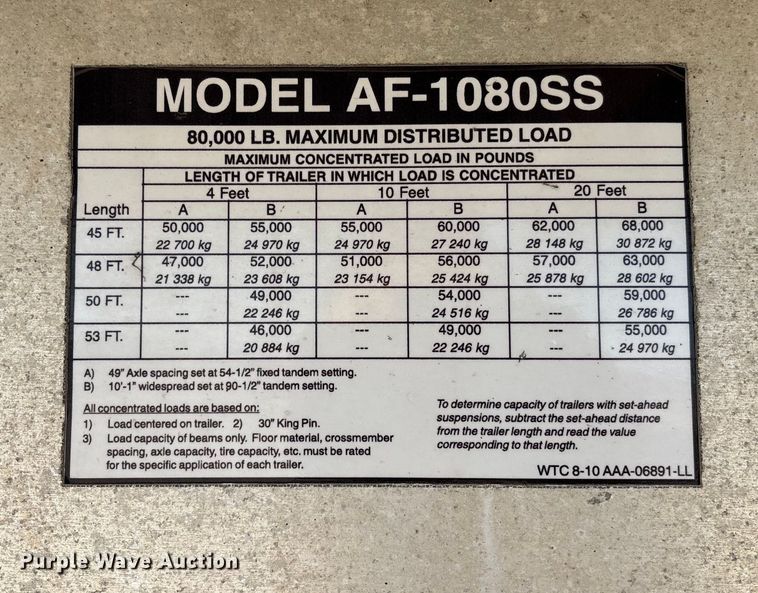 MODEL AF-1080SS
80,000 LB. MAXIMUM DISTRIBUTED LOAD
MAXIMUM CONCENTRATED LOAD IN POUNDS
LENGTH OF TRAILER IN WHICH LOAD IS CONCENTRATED
4 Feet 10 Feet 20 Feet
Length A B A B A B
45 FT. 50,000 55,000 55,000 60,000 62,000 68,000
22 700 kg 24 970 kg 24 970 kg 27 240 kg 28 148 kg 30 872 kg
48 FT. 47,000 52,000 51,000 56,000 57,000 63,000
21 338 kg 23 608 kg 23 154 kg 25 424 kg 25 878 kg 28 602 kg
50 FT. --- 49,000 --- 54,000 --- 59,000
--- 22 246 kg --- 24 516 kg --- 26 786 kg
53 FT. --- 46,000 --- 49,000 --- 55,000
--- 20 884 kg --- 22 246 kg --- 24 970 kg
A) 49" Axle spacing set at 54-1/2" fixed tandem setting.
B) 10'-1" widespread set at 90-1/2" tandem setting.
All concentrated loads are based on:
1) Load centered on trailer. 2) 30" King Pin.
3) Load capacity of beams only. Floor material, crossmember
spacing, axle capacity, tire capacity, etc. must be rated
for the specific application of each trailer.
To determine capacity of trailers with set-ahead
suspensions, subtract the set-ahead distance
from the trailer length and read the value
corresponding to that length.
WTC 8-10 AAA-06891-LL
Purple Wave Auction